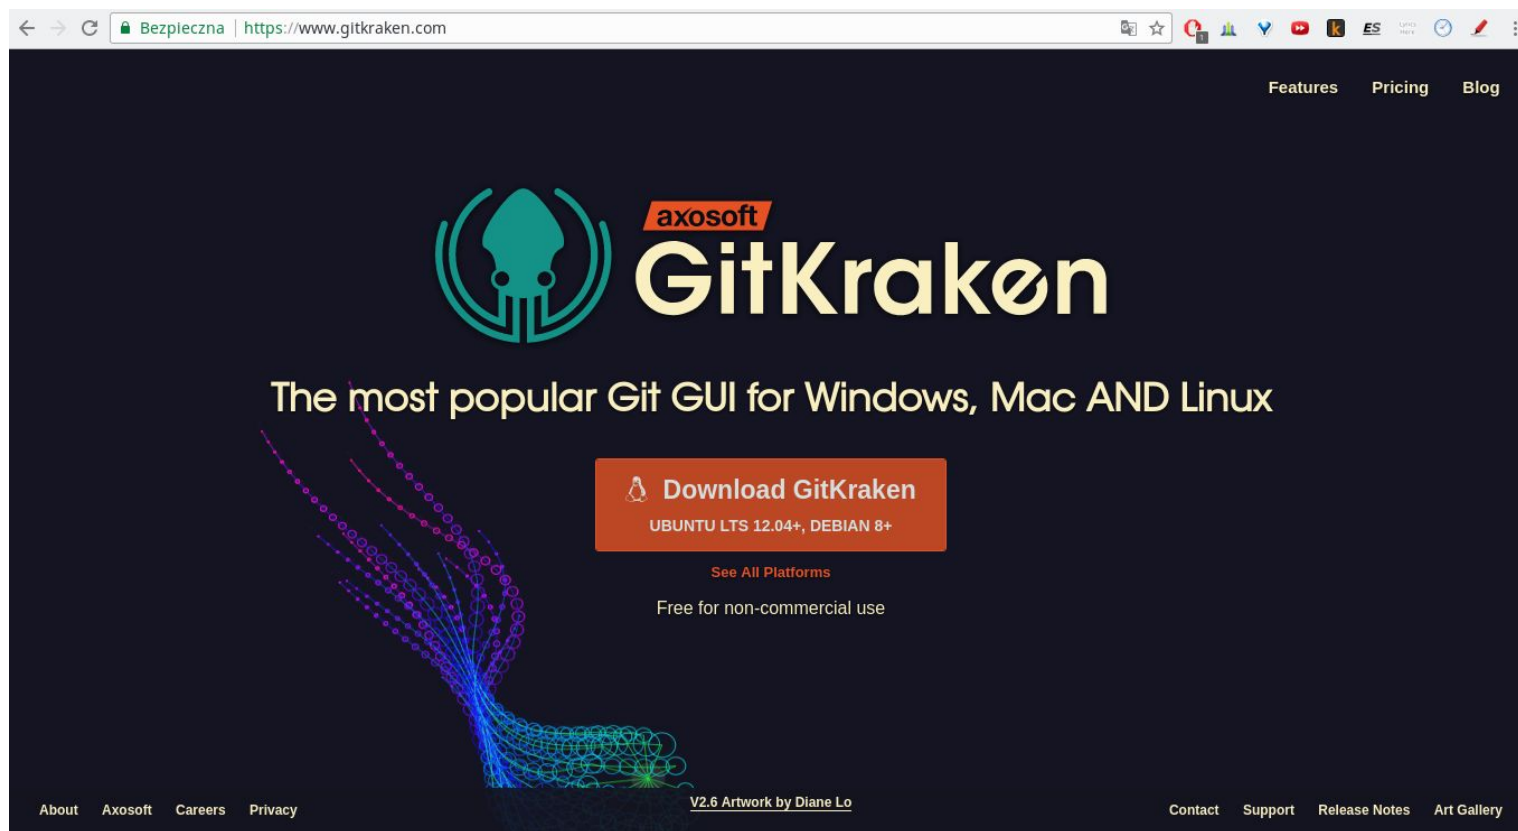 Bezpieczna
https://www.gitkraken.com
1
k
ES
Features Pricing Blog
axosoft
GitKraken
The most popular Git GUI for Windows, Mac AND Linux
Download GitKraken
UBUNTU LTS 12.04+, DEBIAN 8+
See All Platforms
Free for non-commercial use
V2.6 Artwork by Diane Lo
About Axosoft Careers Privacy
Contact Support Release Notes Art Gallery